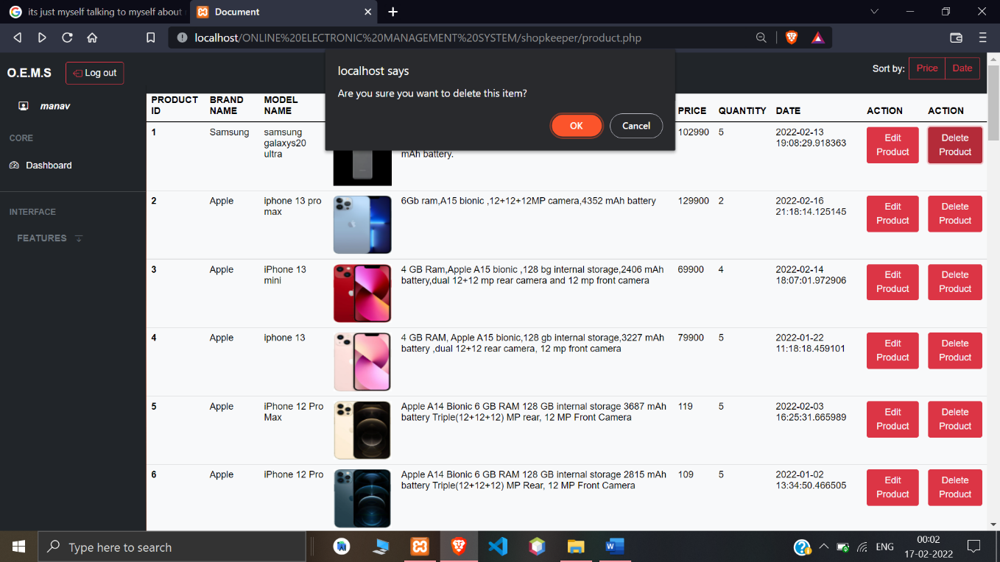 its just myself talking to myself about
Document
localhost/ONLINE%20ELECTRONIC%20MANAGEMENT%20SYSTEM/shopkeeper/product.php
O.E.M.S
Log out
manav
CORE
Dashboard
INTERFACE
FEATURES
localhost says
Are you sure you want to delete this item?
OK
Cancel
Sort by:
Price
Date
PRODUCT ID
BRAND NAME
MODEL NAME
PRICE
QUANTITY
DATE
ACTION
ACTION
1
Samsung
samsung
galaxys20
ultra
mAh battery.
102990
5
2022-02-13
19:08:29.918363
Edit
Product
Delete
Product
2
Apple
iphone 13 pro
max
6Gb ram,A15 bionic ,12+12+12MP camera,4352 mAh battery
129900
2
2022-02-16
21:18:14.125145
Edit
Product
Delete
Product
3
Apple
iPhone 13
mini
4 GB Ram,Apple A15 bionic ,128 bg internal storage,2406 mAh
battery,dual 12+12 mp rear camera and 12 mp front camera
69900
4
2022-02-14
18:07:01.972906
Edit
Product
Delete
Product
4
Apple
iphone 13
4 GB RAM, Apple A15 bionic,128 gb internal storage,3227 mAh
battery ,dual 12+12 rear camera, 12 mp front camera
79900
5
2022-01-22
11:18:18.459101
Edit
Product
Delete
Product
5
Apple
iPhone 12 Pro
Max
Apple A14 Bionic 6 GB RAM 128 GB internal storage 3687 mAh
battery Triple(12+12+12) MP rear, 12 MP Front Camera
119
5
2022-02-03
16:25:31.665989
Edit
Product
Delete
Product
6
Apple
iPhone 12 Pro
Apple A14 Bionic 6 GB RAM 128 GB internal storage 2815 mAh
battery Triple(12+12+12) MP Rear, 12 MP Front Camera
109
5
2022-01-02
13:34:50.466505
Edit
Product
Delete
Product
Type here to search
ENG
00:02
17-02-2022